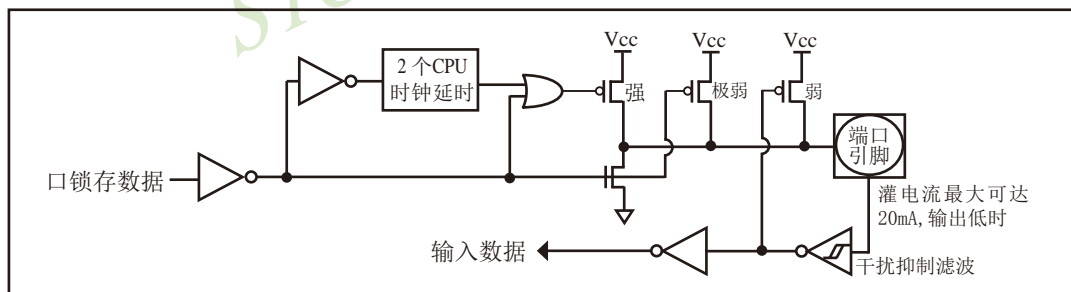 Vcc
Vcc
Vcc
2个CPU
时钟延时
强
极弱
弱
端口
引脚
口锁存数据
灌电流最大可达
20mA,输出低时
输入数据
干扰抑制滤波